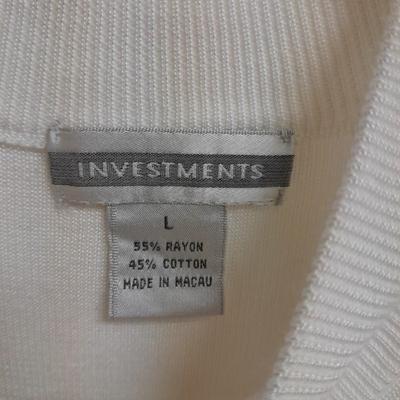 INVESTMENTS
L
55% RAYON
45% COTTON
MADE IN MACAU